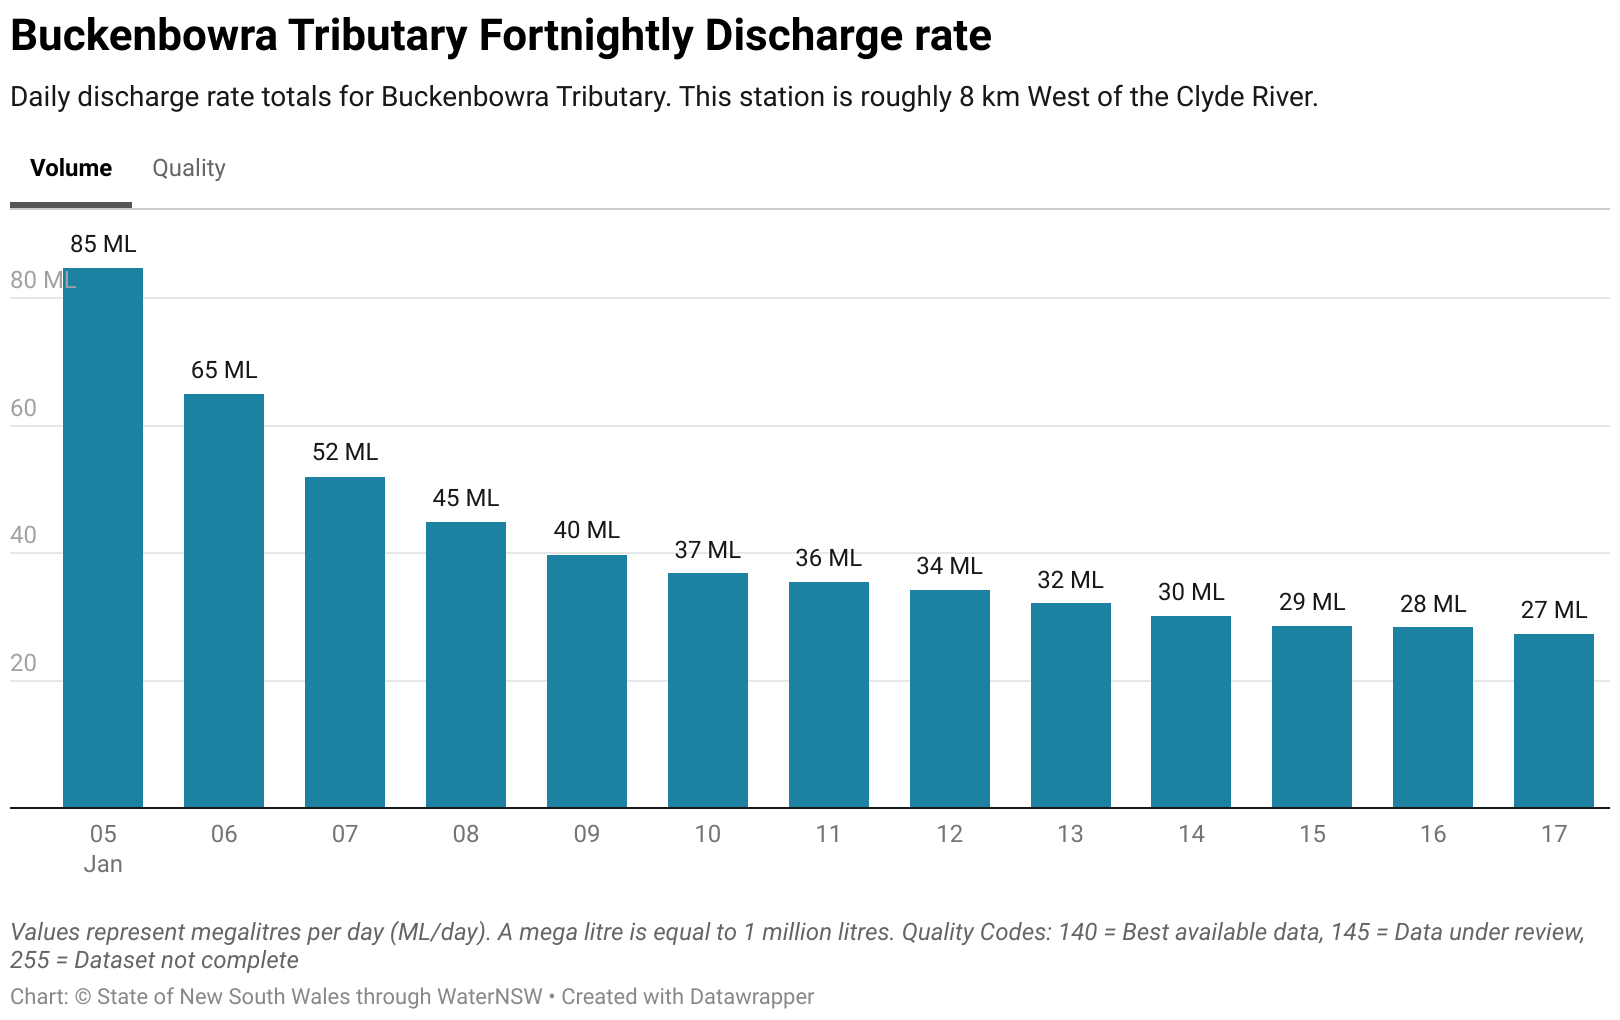 Buckenbowra Tributary Fortnightly Discharge rate
Daily discharge rate totals for Buckenbowra Tributary. This station is roughly 8 km West of the Clyde River.
Volume Quality
85 ML
80 ML
65 ML
60
52 ML
45 ML
40 ML
40
37 ML
36 ML
34 ML
32 ML
30 ML
29 ML
28 ML
27 ML
20
05 06 07 08 09 10 11 12 13 14 15 16 17
Jan
Values represent megalitres per day (ML/day). A mega litre is equal to 1 million litres. Quality Codes: 140 = Best available data, 145 = Data under review,
255 = Dataset not complete
Chart: © State of New South Wales through WaterNSW • Created with Datawrapper